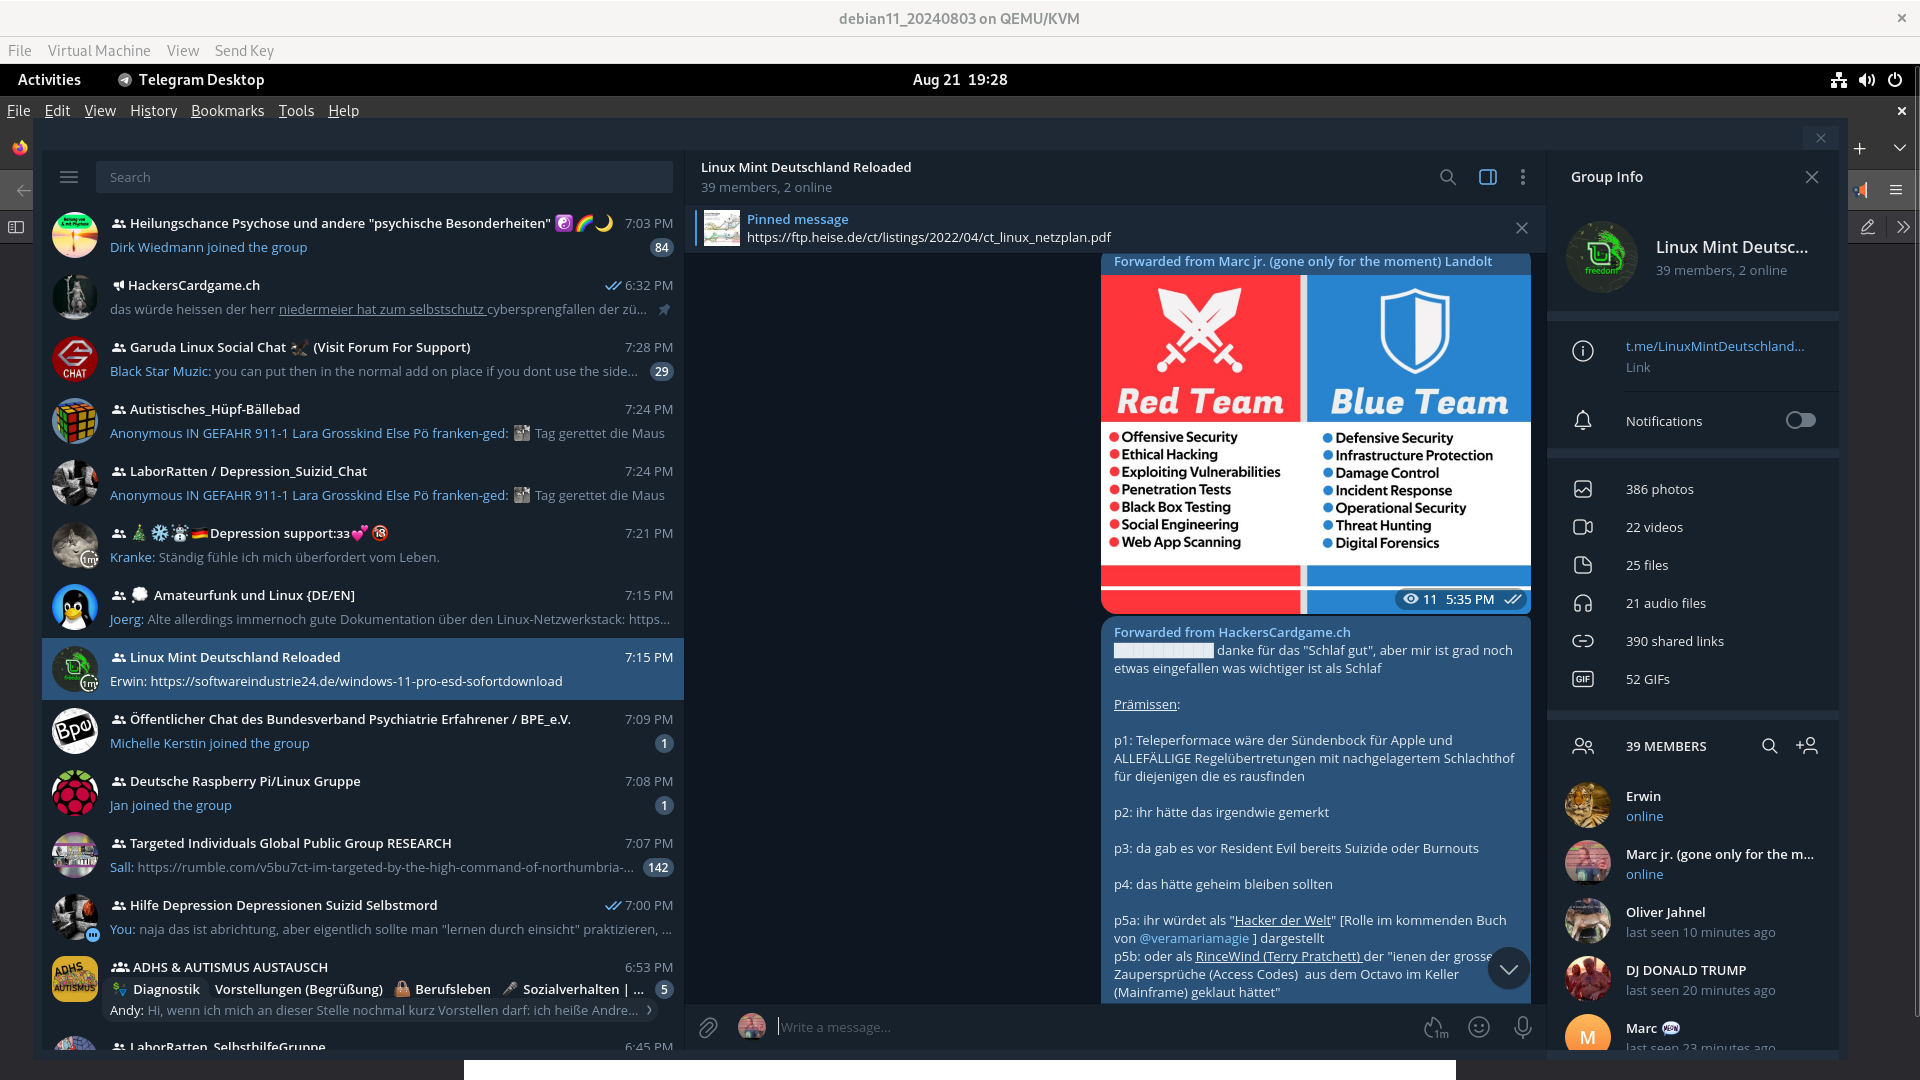 debian11_20240803 on QEMU/KVM
File Virtual Machine View Send Key
Activities Telegram Desktop Aug 21 19:28
File Edit View History Bookmarks Tools Help
Search
Heilungschance Psychose und andere "psychische Besonderheiten" 7:03 PM
Dirk Wiedmann joined the group 84
HackersCardgame.ch 6:32 PM
das würde heissen der herr niedermeier hat zum selbstschutz cybersprengfallen der zü...
Garuda Linux Social Chat (Visit Forum For Support) 7:28 PM
Black Star Muzic: you can put then in the normal add on place if you dont use the side... 29
CHAT
Autistisches_Hüpf-Bällebad 7:24 PM
Anonymous IN GEFAHR 911-1 Lara Grosskind Else Pö franken-ged: Tag gerettet die Maus
LaborRatten / Depression_Suizid_Chat 7:24 PM
Anonymous IN GEFAHR 911-1 Lara Grosskind Else Pö franken-ged: Tag gerettet die Maus
Depression support:зз 7:21 PM
Kranke: Ständig fühle ich mich überfordert vom Leben.
1m
Amateurfunk und Linux {DE/EN] 7:15 PM
Joerg: Alte allerdings immernoch gute Dokumentation über den Linux-Netzwerkstack: https...
Linux Mint Deutschland Reloaded 7:15 PM
Erwin: https://softwareindustrie24.de/windows-11-pro-esd-sofortdownload
1m
Öffentlicher Chat des Bundesverband Psychiatrie Erfahrener / BPE_e.V. 7:09 PM
Michelle Kerstin joined the group 1
Bpe
Deutsche Raspberry Pi/Linux Gruppe 7:08 PM
Jan joined the group 1
Targeted Individuals Global Public Group RESEARCH 7:07 PM
Sall: https://rumble.com/v5bu7ct-im-targeted-by-the-high-command-of-northumbria-... 142
Hilfe Depression Depressionen Suizid Selbstmord 7:00 PM
You: naja das ist abrichtung, aber eigentlich sollte man "lernen durch einsicht" praktizieren, ...
ADHS & AUTISMUS AUSTAUSCH 6:53 PM
Diagnostik Vorstellungen (Begrüßung) Berufsleben Sozialverhalten | ... 5
Andy: Hi, wenn ich mich an dieser Stelle nochmal kurz Vorstellen darf: ich heiße Andre...
ADHS
AUTISMUS
LaborRatten_SelbsthilfeGruppe 6:45 PM
Linux Mint Deutschland Reloaded
39 members, 2 online
Pinned message
https://ftp.heise.de/ct/listings/2022/04/ct_linux_netzplan.pdf
Forwarded from Marc jr. (gone only for the moment) Landolt
Red Team
Offensive Security
Ethical Hacking
Exploiting Vulnerabilities
Penetration Tests
Black Box Testing
Social Engineering
Web App Scanning
Blue Team
Defensive Security
Infrastructure Protection
Damage Control
Incident Response
Operational Security
Threat Hunting
Digital Forensics
11 5:35 PM
Forwarded from HackersCardgame.ch
danke für das "Schlaf gut", aber mir ist grad noch
etwas eingefallen was wichtiger ist als Schlaf
Prämissen:
p1: Teleperformace wäre der Sündenbock für Apple und
ALLEFÄLLIGE Regelübertretungen mit nachgelagertem Schlachthof
für diejenigen die es rausfinden
p2: ihr hätte das irgendwie gemerkt
p3: da gab es vor Resident Evil bereits Suizide oder Burnouts
p4: das hätte geheim bleiben sollten
p5a: ihr würdet als "Hacker der Welt" [Rolle im kommenden Buch
von @veramariamagie ] dargestellt
p5b: oder als RinceWind (Terry Pratchett) der "ienen der grosse
Zaupersprüche (Access Codes) aus dem Octavo im Keller
(Mainframe) geklaut hättet"
Write a message...
1m
Group Info
freedom
Linux Mint Deutsc...
39 members, 2 online
t.me/LinuxMintDeutschland...
Link
Notifications
386 photos
22 videos
25 files
21 audio files
390 shared links
GIF 52 GIFs
39 MEMBERS
Erwin
online
Marc jr. (gone only for the m...
online
Oliver Jahnel
last seen 10 minutes ago
DJ DONALD TRUMP
last seen 20 minutes ago
M
Marc
last seen 23 minutes ago